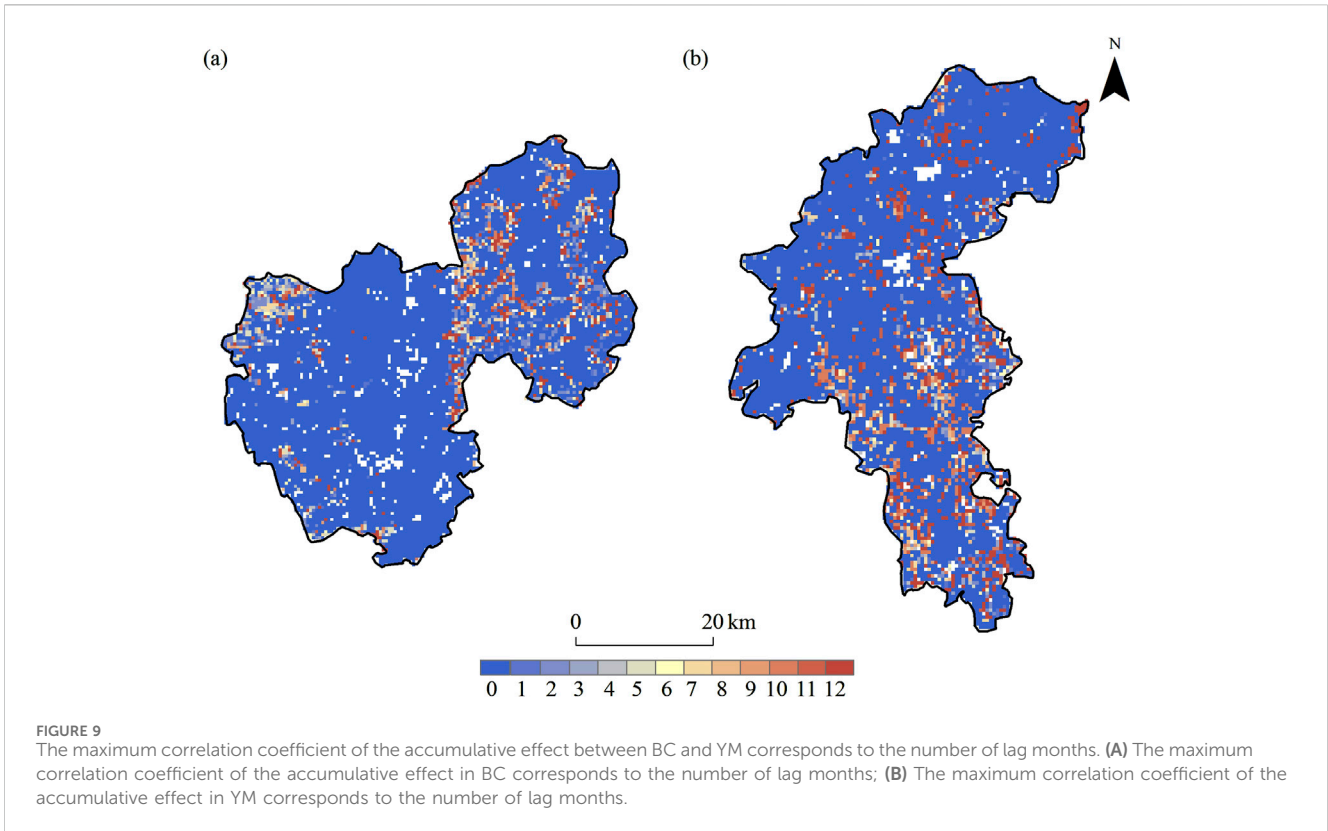 (a)
(b)
N
0 20 km
0 1 2 3 4 5 6 7 8 9 10 11 12
FIGURE 9
The maximum correlation coefficient of the accumulative effect between BC and YM corresponds to the number of lag months. (A) The maximum
correlation coefficient of the accumulative effect in BC corresponds to the number of lag months; (B) The maximum correlation coefficient of the
accumulative effect in YM corresponds to the number of lag months.